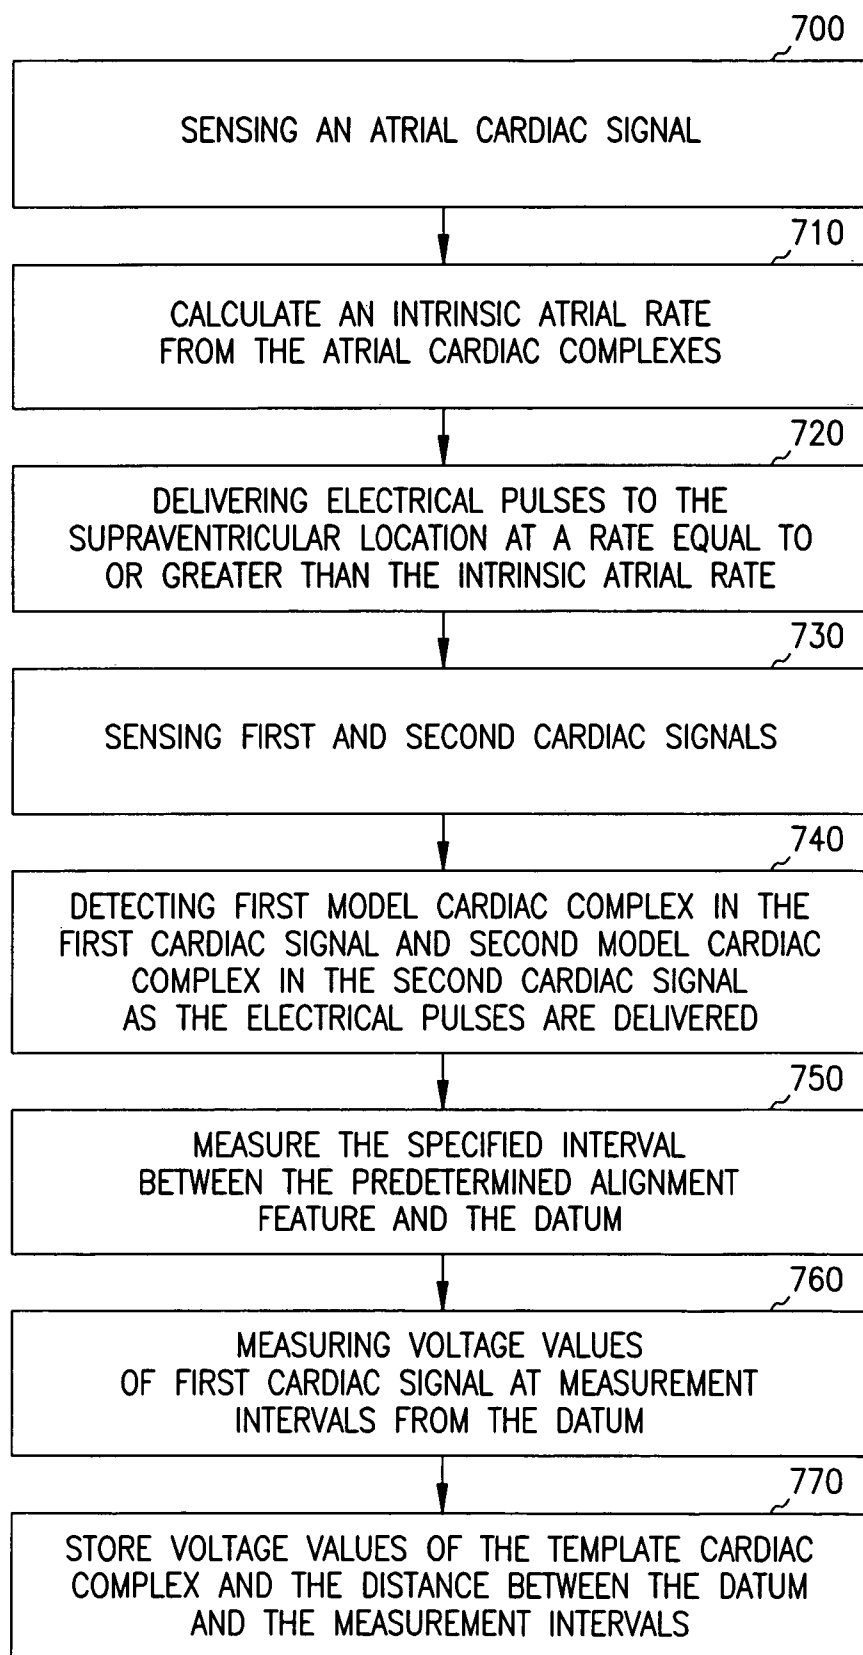 700
SENSING AN ATRIAL CARDIAC SIGNAL
710
CALCULATE AN INTRINSIC ATRIAL RATE
FROM THE ATRIAL CARDIAC COMPLEXES
720
DELIVERING ELECTRICAL PULSES TO THE
SUPRAVENTRICULAR LOCATION AT A RATE EQUAL TO
OR GREATER THAN THE INTRINSIC ATRIAL RATE
730
SENSING FIRST AND SECOND CARDIAC SIGNALS
740
DETECTING FIRST MODEL CARDIAC COMPLEX IN THE
FIRST CARDIAC SIGNAL AND SECOND MODEL CARDIAC
COMPLEX IN THE SECOND CARDIAC SIGNAL
AS THE ELECTRICAL PULSES ARE DELIVERED
750
MEASURE THE SPECIFIED INTERVAL
BETWEEN THE PREDETERMINED ALIGNMENT
FEATURE AND THE DATUM
760
MEASURING VOLTAGE VALUES
OF FIRST CARDIAC SIGNAL AT MEASUREMENT
INTERVALS FROM THE DATUM
770
STORE VOLTAGE VALUES OF THE TEMPLATE CARDIAC
COMPLEX AND THE DISTANCE BETWEEN THE DATUM
AND THE MEASUREMENT INTERVALS